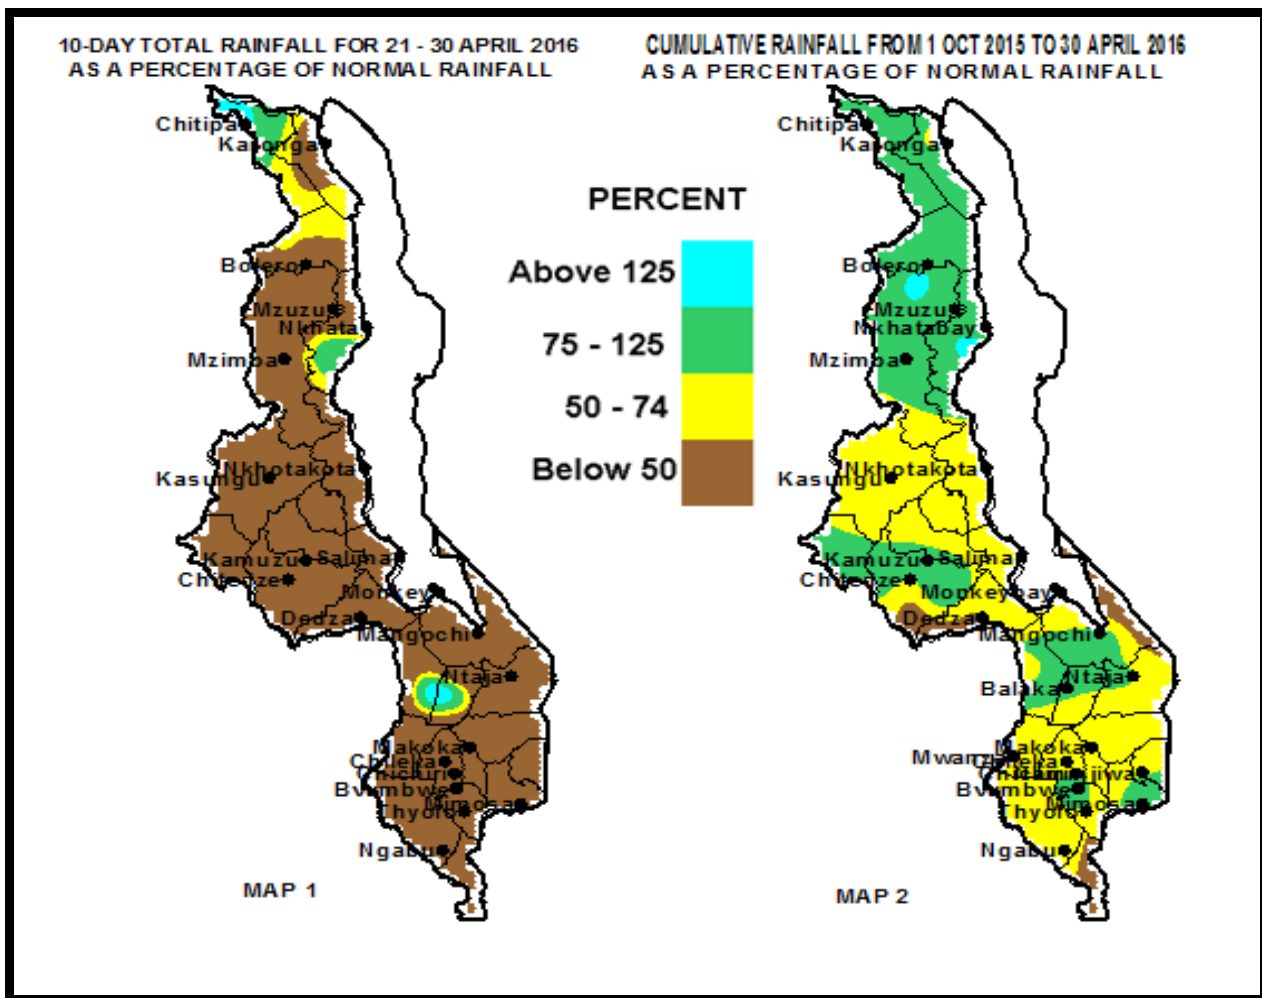 10-DAY TOTAL RAINFALL FOR 21 - 30 APRIL 2016
AS A PERCENTAGE OF NORMAL RAINFALL
CUMULATIVE RAINFALL FROM 1 OCT 2015 TO 30 APRIL 2016
AS A PERCENTAGE OF NORMAL RAINFALL
Chitipa
Karonga
Bolero
Mzuzu
Nkhata
Mzimba
Nkhotakota
Kasungu
Kamuzu
Salima
Chitedze
Monkey
Dedza
Mangochi
Ntaja
Makoka
Chileka
Chichiri
Bvumbwe
Mimosa
Thyolo
Ngabu
MAP 1
PERCENT
Above 125
75 - 125
50 - 74
Below 50
Chitipa
Karonga
Bolero
Mzuzu
NkhataBay
Mzimba
Nkhotakota
Kasungu
Kamuzu
Salima
Chitedze
Monkeybay
Dedza
Mangochi
Ntaja
Balaka
Makoka
Mwanza
Chileka
Bvumbwe
Mimosa
Thyolo
Ngabu
MAP 2